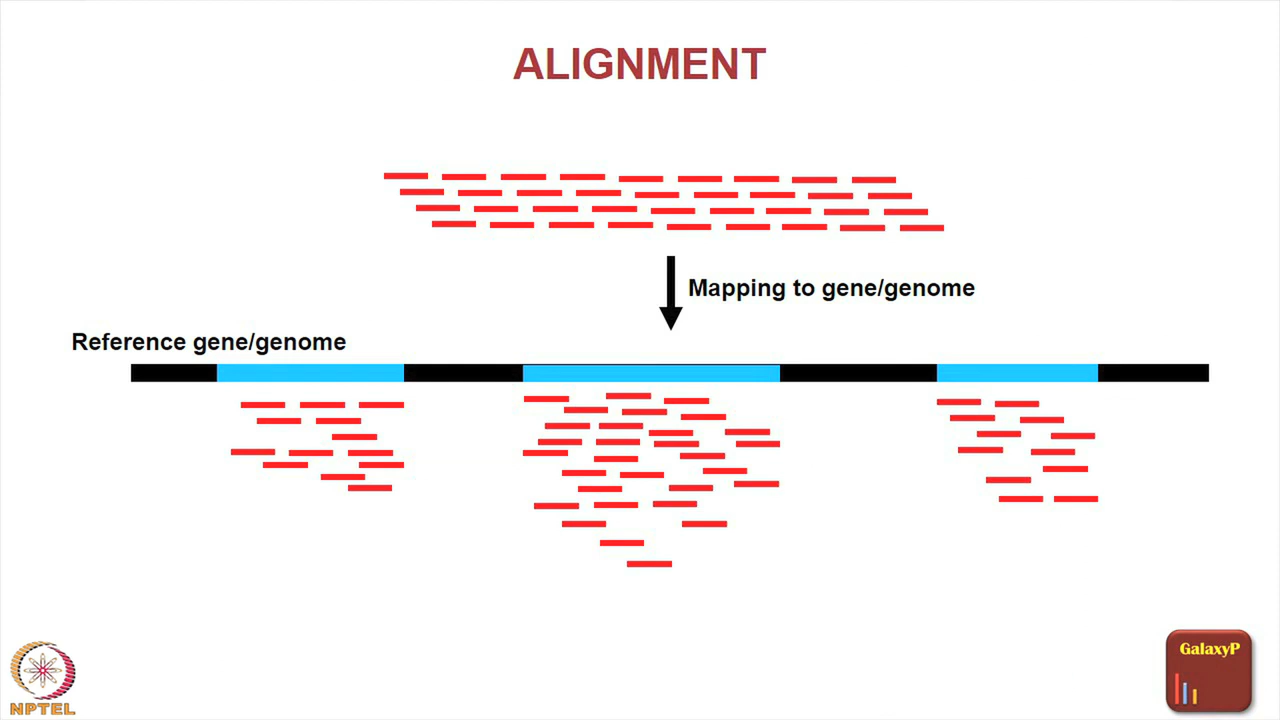 ALIGNMENT
Mapping to gene/genome
Reference gene/genome
GalaxyP
NPTEL